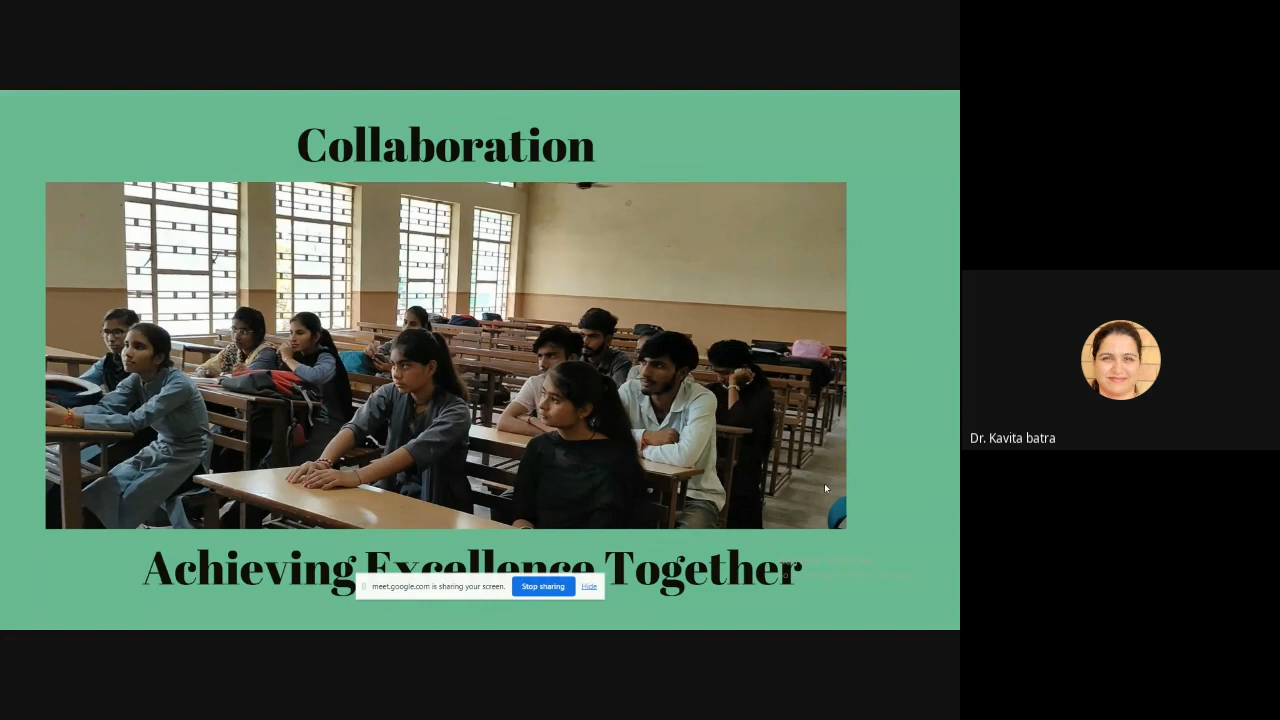 Collaboration
Achieving Excellence Together
meet.google.com is sharing your screen. Stop sharing Hide
Dr. Kavita batra